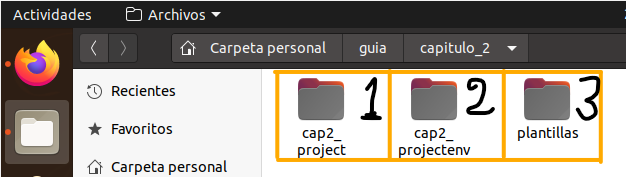 Actividades
Archivos
Carpeta personal
guia
capitulo_2
Recientes
Favoritos
Carpeta personal
1
2
3
cap2_
project
cap2_
projectenv
plantillas